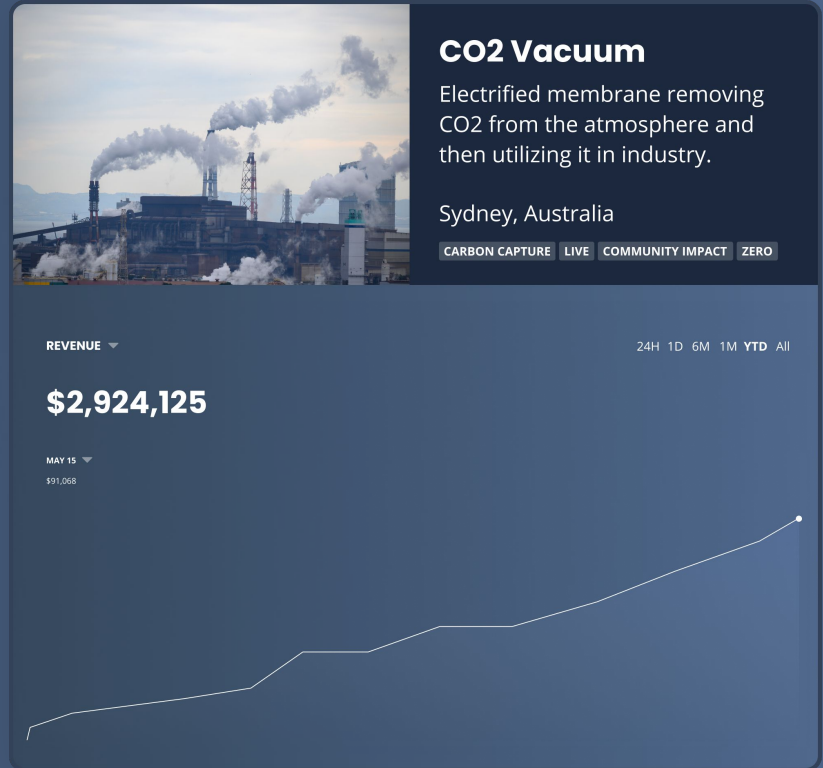 CO2 Vacuum
Electrified membrane removing
CO2 from the atmosphere and
then utilizing it in industry.
Sydney, Australia
CARBON CAPTURE LIVE COMMUNITY IMPACT ZERO
REVENUE
24H 1D 6M 1M YTD All
$2,924,125
MAY 15
$91,068